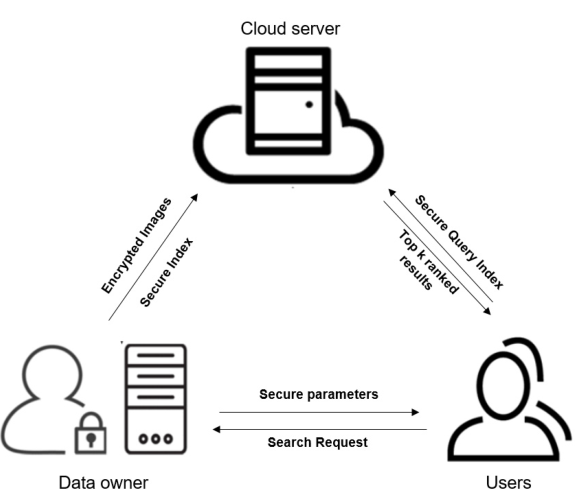 Cloud server
Encrypted Images
Secure Index
Secure Query Index
Top k ranked
results
Secure parameters
Search Request
Data owner
Users